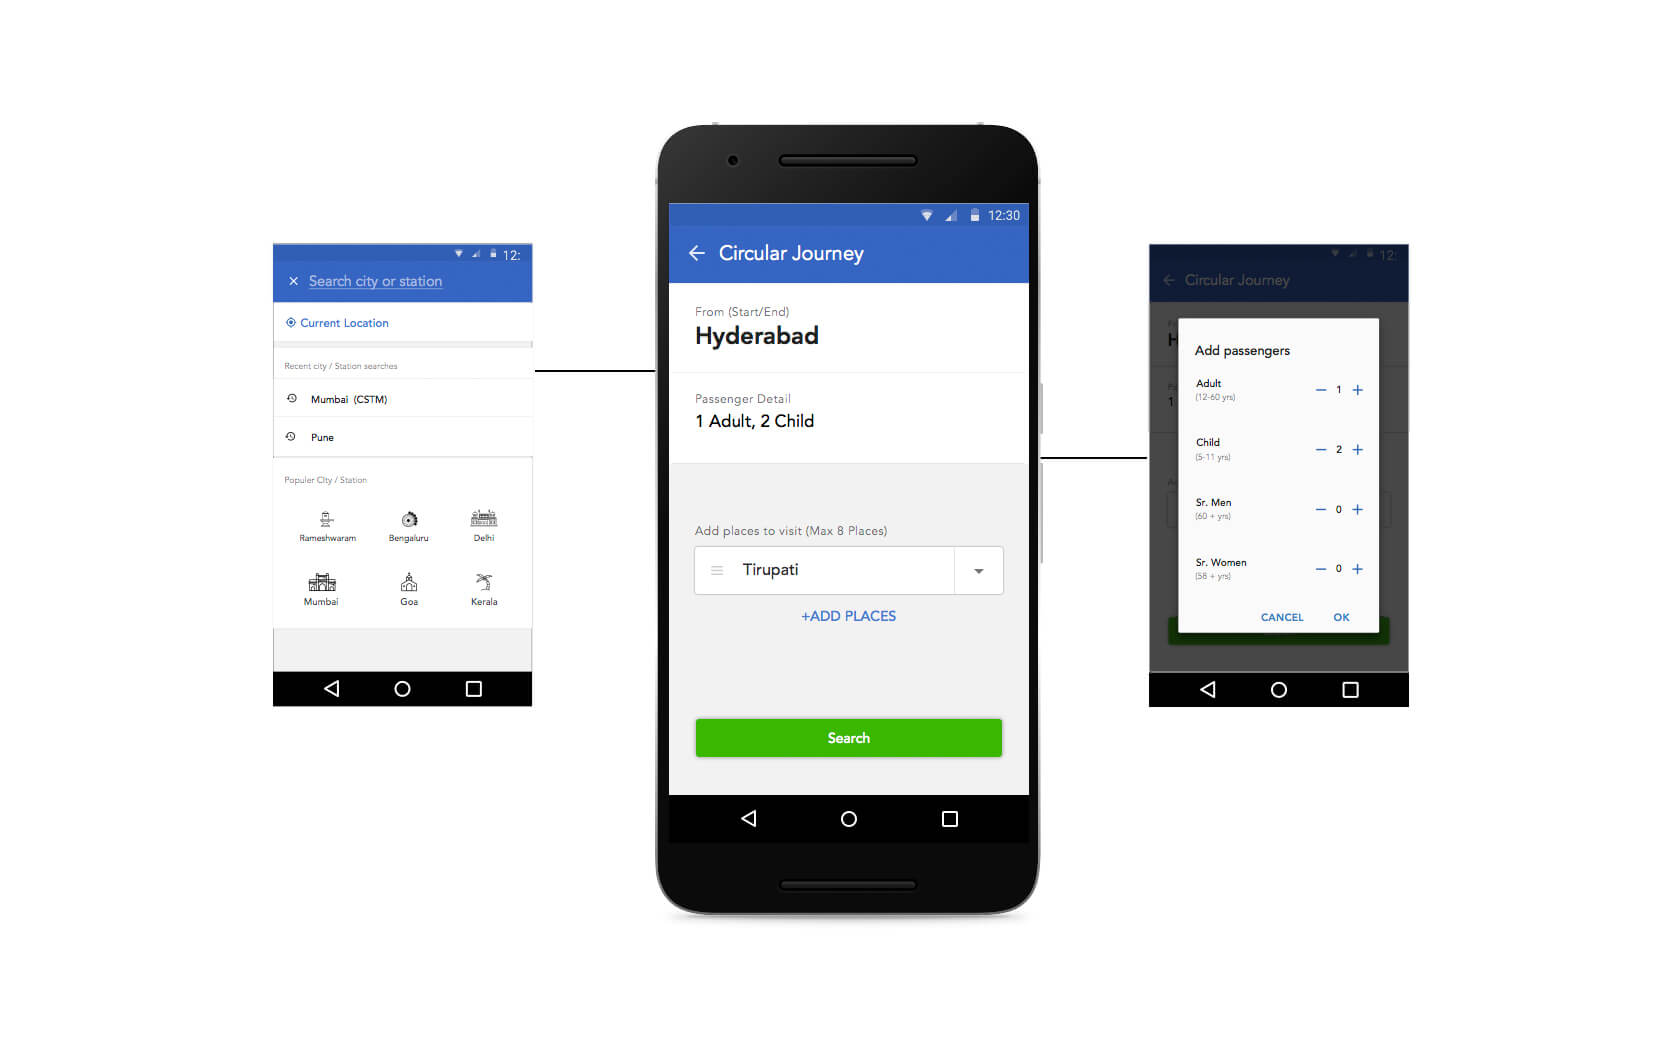 12:
Search city or station
Current Location
Recent city / Station searches
Mumbai (CSTM)
Pune
Populer City / Station
Rameshwaram Bengaluru Delhi
Mumbai Goa Kerala
12:30
Circular Journey
From (Start/End)
Hyderabad
Passenger Detail
1 Adult, 2 Child
Add places to visit (Max 8 Places)
Tirupati
+ADD PLACES
Search
12:
Circular Journey
Add passengers
Adult
(12-60 yrs)
1
Child
(5-11 yrs)
2
Sr. Men
(60 + yrs)
0
Sr. Women
(58 + yrs)
0
CANCEL OK